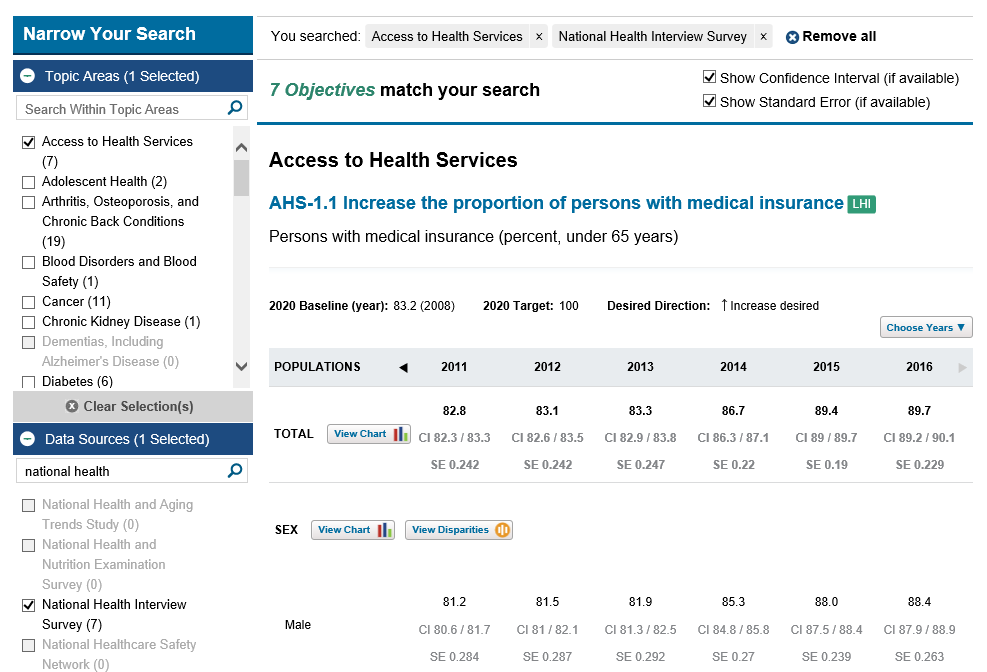 Narrow Your Search
Topic Areas (1 Selected)
Search Within Topic Areas
Access to Health Services
(7)
Adolescent Health (2)
Arthritis, Osteoporosis, and
Chronic Back Conditions
(19)
Blood Disorders and Blood
Safety (1)
Cancer (11)
Chronic Kidney Disease (1)
Dementias, Including
Alzheimer's Disease (0)
Diabetes (6)
Clear Selection(s)
Data Sources (1 Selected)
national health
National Health and Aging
Trends Study (0)
National Health and
Nutrition Examination
Survey (0)
National Health Interview
Survey (7)
National Healthcare Safety
Network (0)
You searched: Access to Health Services x National Health Interview Survey x Remove all
7 Objectives match your search
Show Confidence Interval (if available)
Show Standard Error (if available)
Access to Health Services
AHS-1.1 Increase the proportion of persons with medical insurance LHI
Persons with medical insurance (percent, under 65 years)
2020 Baseline (year): 83.2 (2008) 2020 Target: 100 Desired Direction: ↑ Increase desired
Choose Years ▼
POPULATIONS ◀ 2011 2012 2013 2014 2015 2016 ▶
82.8 83.1 83.3 86.7 89.4 89.7
TOTAL View Chart CI 82.3 / 83.3 CI 82.6 / 83.5 CI 82.9 / 83.8 CI 86.3 / 87.1 CI 89 / 89.7 CI 89.2 / 90.1
SE 0.242 SE 0.242 SE 0.247 SE 0.22 SE 0.19 SE 0.229
SEX View Chart View Disparities
81.2 81.5 81.9 85.3 88.0 88.4
Male CI 80.6 / 81.7 CI 81 / 82.1 CI 81.3 / 82.5 CI 84.8 / 85.8 CI 87.5 / 88.4 CI 87.9 / 88.9
SE 0.284 SE 0.287 SE 0.292 SE 0.27 SE 0.239 SE 0.263